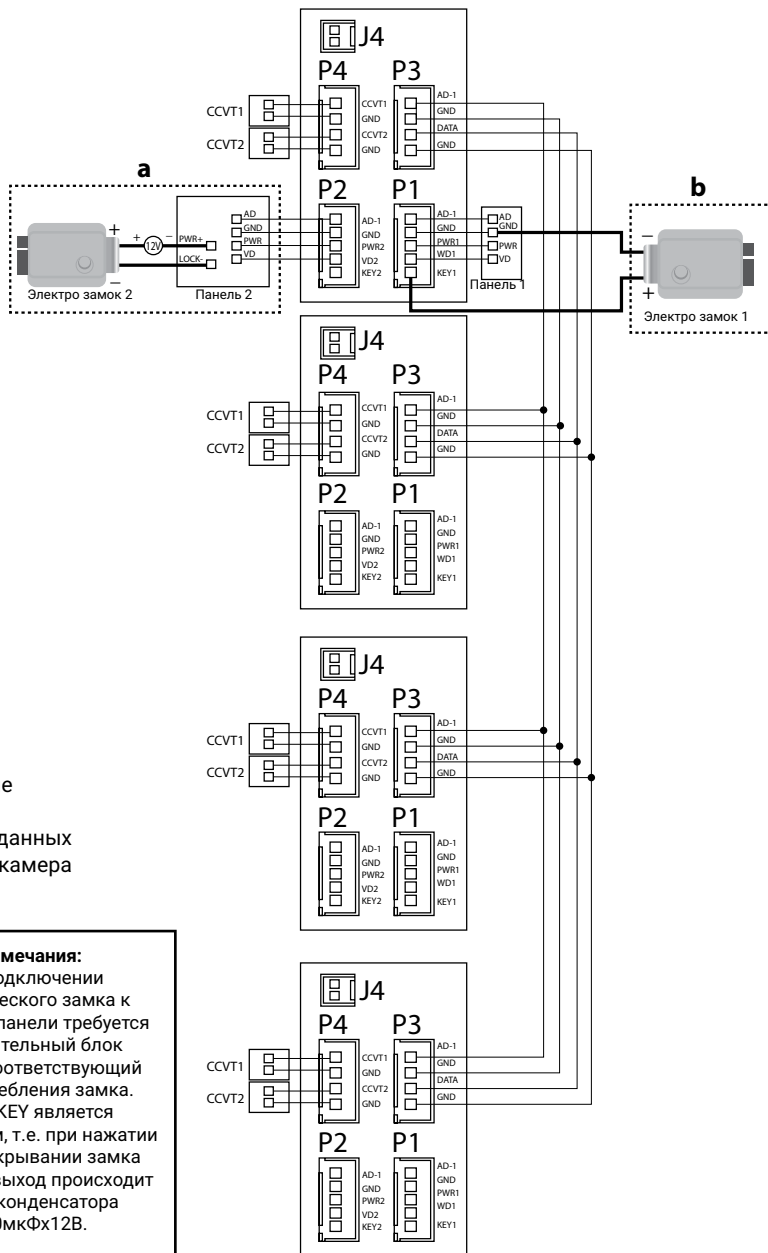 J4
P4 P3
CCVT1
CCVT2
CCVT1
GND
CCVT2
GND
AD-1
GND
DATA
GND
a
b
P2 P1
+ + 12V − PWR+
LOCK-
−
AD
GND
PWR
VD
AD-1
GND
PWR2
VD2
KEY2
AD-1
GND
PWR1
WD1
KEY1
AD
GND
PWR
VD
−
+
Электро замок 2
Панель 2
Панель 1
Электро замок 1
J4
P4 P3
CCVT1
CCVT2
CCVT1
GND
CCVT2
GND
AD-1
GND
DATA
GND
P2 P1
AD-1
GND
PWR2
VD2
KEY2
AD-1
GND
PWR1
WD1
KEY1
J4
P4 P3
CCVT1
CCVT2
CCVT1
GND
CCVT2
GND
AD-1
GND
DATA
GND
P2 P1
AD-1
GND
PWR2
VD2
KEY2
AD-1
GND
PWR1
WD1
KEY1
е
данных
камера
мечания:
одключении
еского замка к
панели требуется
тельный блок
оответствующий
ебления замка.
KEY является
, т.е. при нажатии
крывании замка
выход происходит
конденсатора
мкФх12В.
J4
P4 P3
CCVT1
CCVT2
CCVT1
GND
CCVT2
GND
AD-1
GND
DATA
GND
P2 P1
AD-1
GND
PWR2
VD2
KEY2
AD-1
GND
PWR1
WD1
KEY1